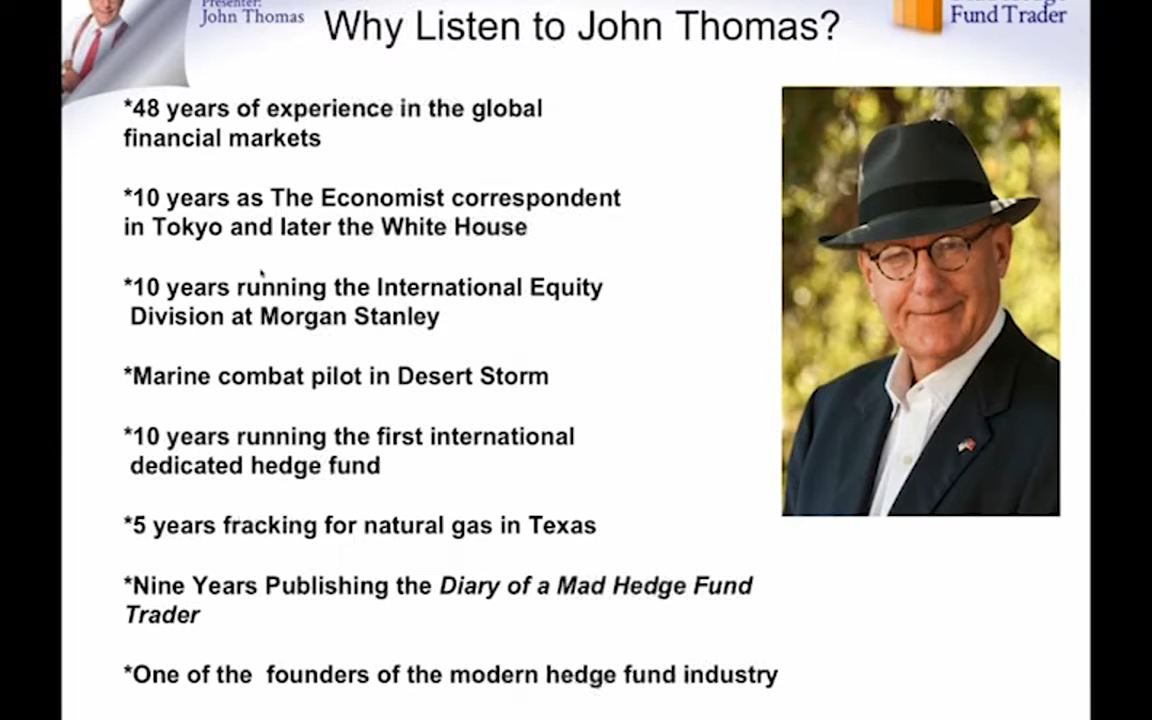 John Thomas
Why Listen to John Thomas?
Fund Trader
*48 years of experience in the global
financial markets
*10 years as The Economist correspondent
in Tokyo and later the White House
*10 years running the International Equity
Division at Morgan Stanley
*Marine combat pilot in Desert Storm
*10 years running the first international
dedicated hedge fund
*5 years fracking for natural gas in Texas
*Nine Years Publishing the Diary of a Mad Hedge Fund
Trader
*One of the  founders of the modern hedge fund industry